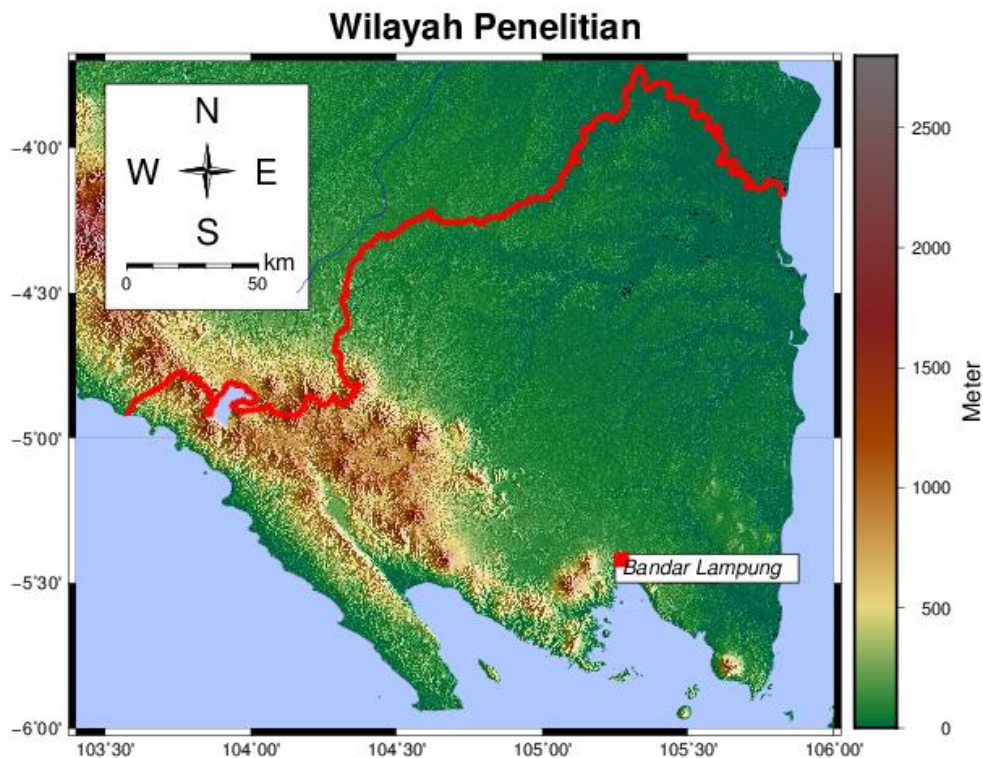 Wilayah Penelitian
N
W E
S
km
0 50
−4˚00'
−4˚30'
−5˚00'
−5˚30'
−6˚00'
103˚30' 104˚00' 104˚30' 105˚00' 105˚30' 106˚00'
Bandar Lampung
2500
2000
1500
1000
500
0
Meter